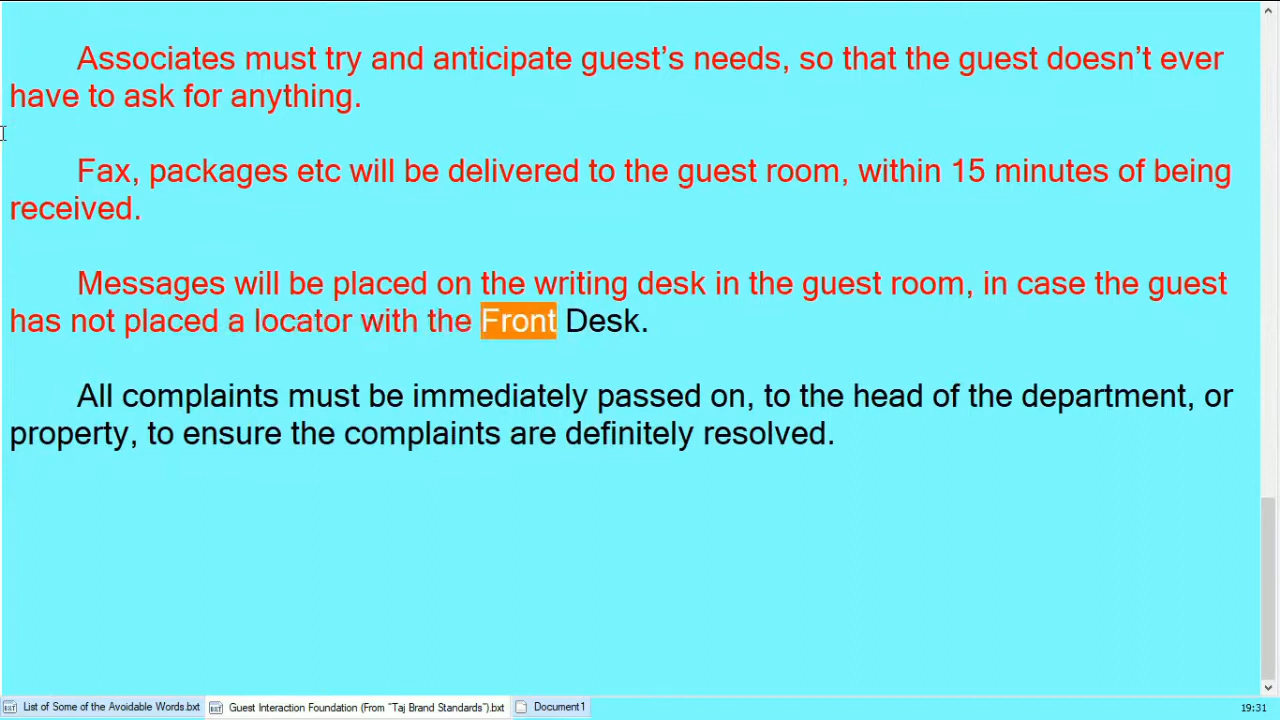 Associates must try and anticipate guest’s needs, so that the guest doesn’t ever
have to ask for anything.
Fax, packages etc will be delivered to the guest room, within 15 minutes of being
received.
Messages will be placed on the writing desk in the guest room, in case the guest
has not placed a locator with the Front Desk.
All complaints must be immediately passed on, to the head of the department, or
property, to ensure the complaints are definitely resolved.
List of Some of the Avoidable Words.bxt
Guest Interaction Foundation (From “Taj Brand Standards”).bxt
Document1
19:31